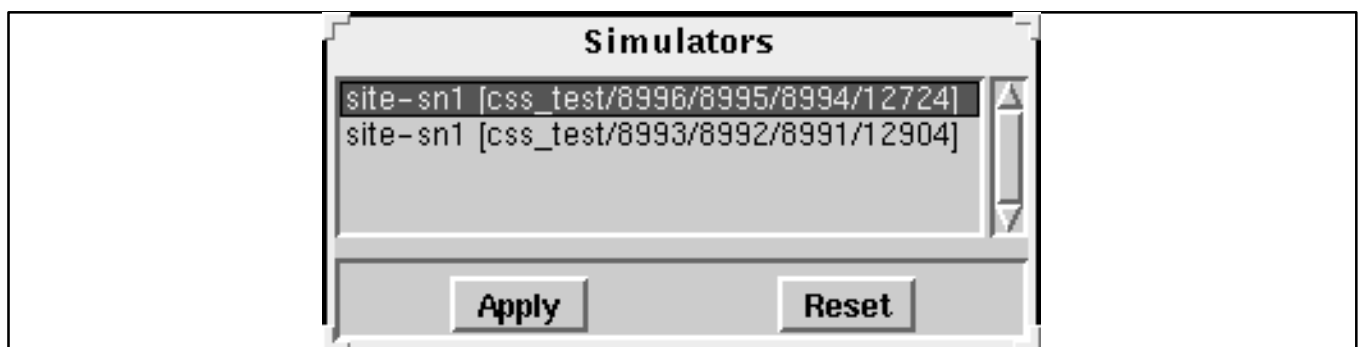 Simulators
site-sn1 [css_test/8996/8995/8994/12724]
site-sn1 [css_test/8993/8992/8991/12904]
Apply Reset